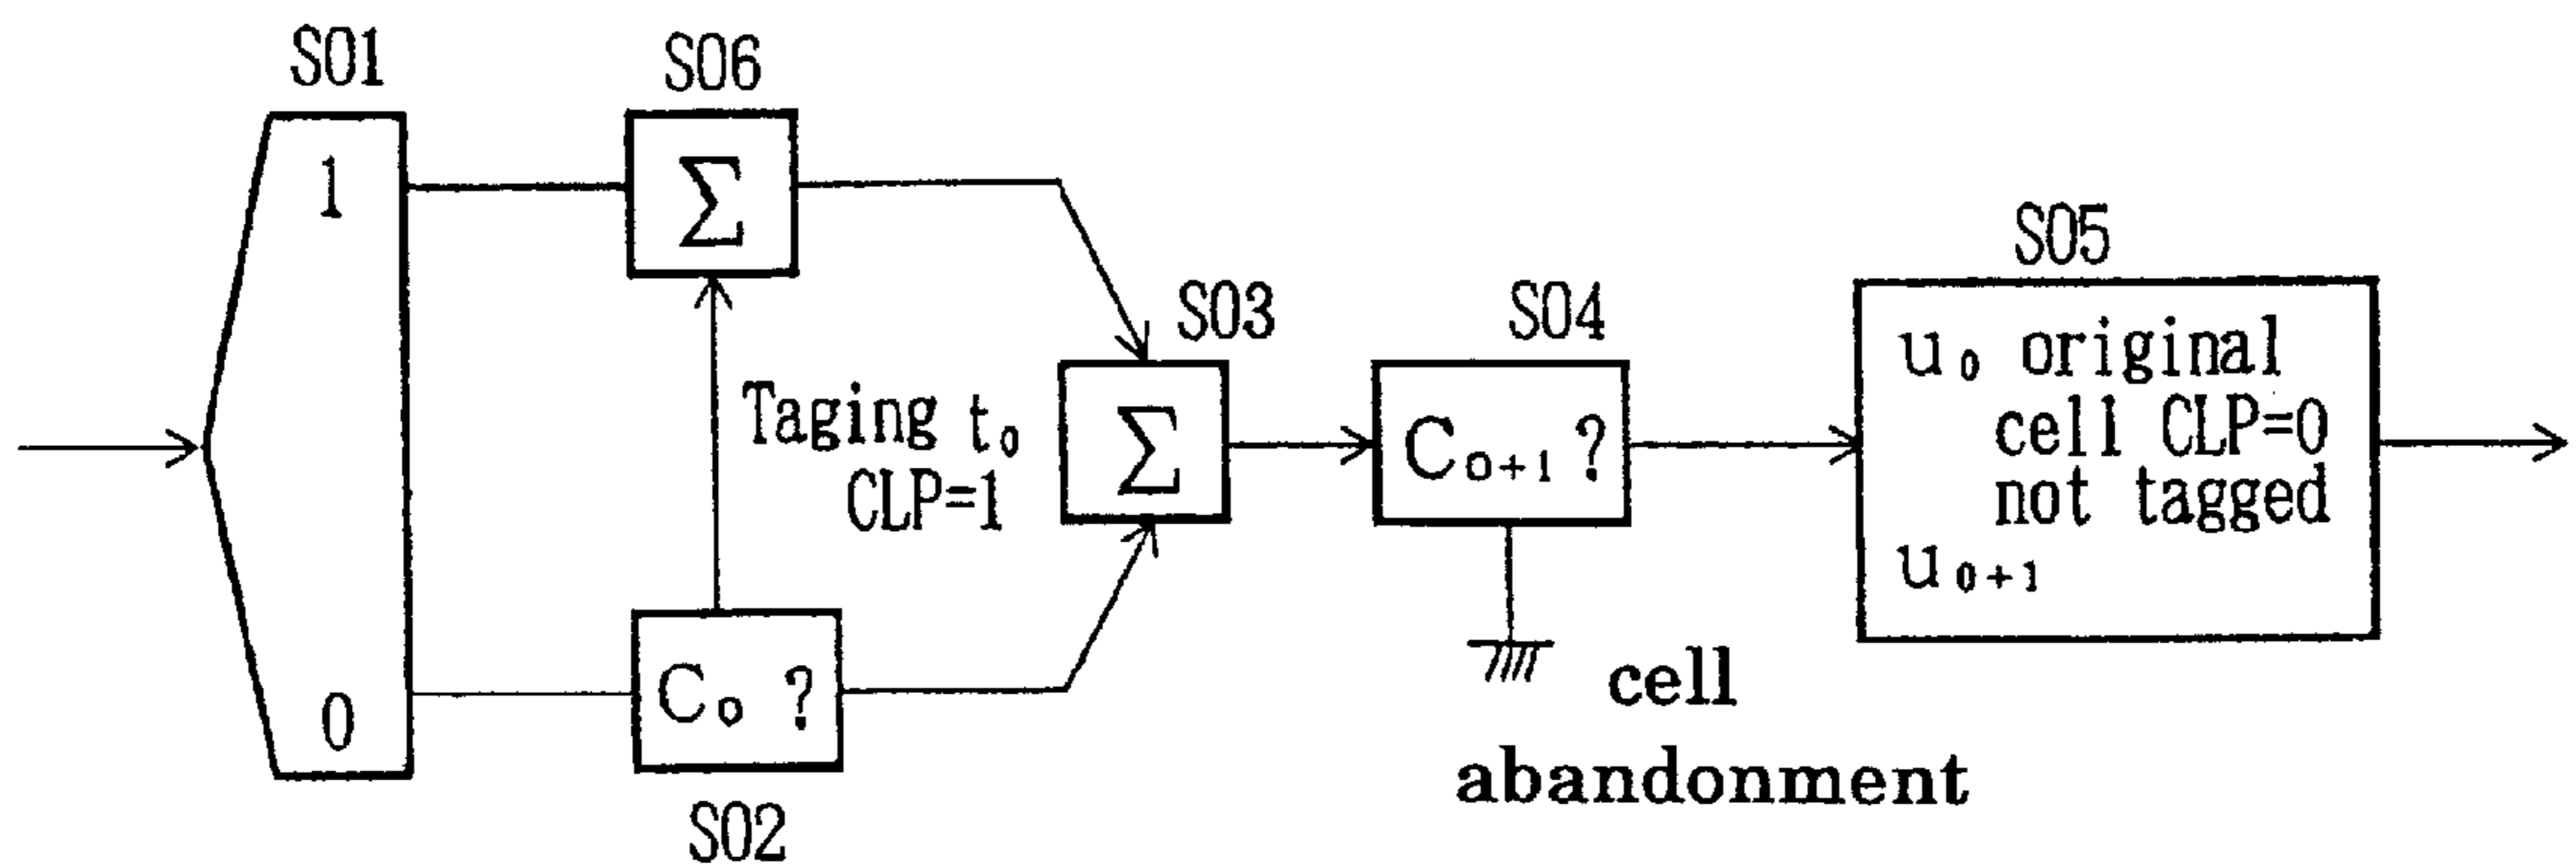 S01
S06
1
Σ
S05
S03
S04
u₀ original
cell CLP=0
not tagged
u₀₊₁
Taging t₀
CLP=1
Σ
C₀₊₁ ?
0
C₀ ?
S02
cell
abandonment